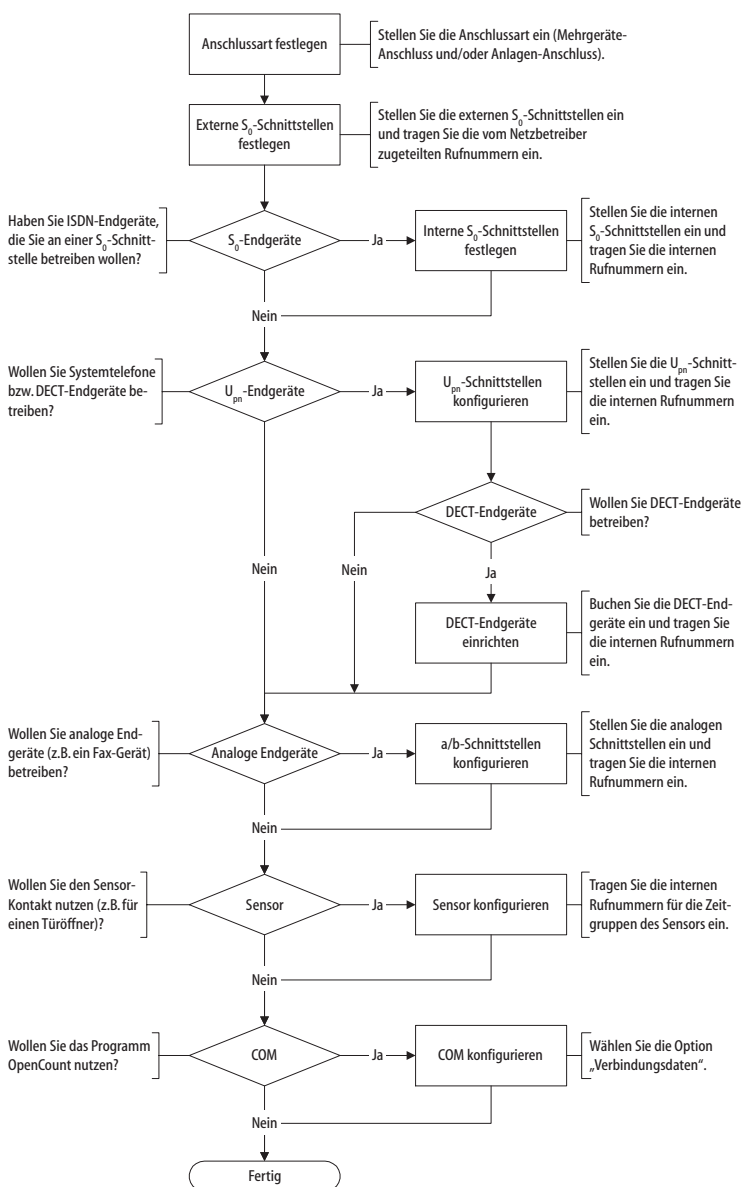 Anschlussart festlegen
Stellen Sie die Anschlussart ein (Mehrgeräte-
Anschluss und/oder Anlagen-Anschluss).
Externe S0-Schnittstellen
festlegen
Stellen Sie die externen S0-Schnittstellen ein
und tragen Sie die vom Netzbetreiber
zugeteilten Rufnummern ein.
Haben Sie ISDN-Endgeräte,
die Sie an einer S0-Schnitt-
stelle betreiben wollen?
S0-Endgeräte
Ja
Interne S0-Schnittstellen
festlegen
Stellen Sie die internen
S0-Schnittstellen ein und
tragen Sie die internen
Rufnummern ein.
Nein
Wollen Sie Systemtelefone
bzw. DECT-Endgeräte be-
treiben?
Upn-Endgeräte
Ja
Upn-Schnittstellen
konfigurieren
Stellen Sie die Upn-Schnitt-
stellen ein und tragen Sie
die internen Rufnummern
ein.
DECT-Endgeräte
Wollen Sie DECT-Endgeräte
betreiben?
Nein
Nein
Ja
DECT-Endgeräte
einrichten
Buchen Sie die DECT-End-
geräte ein und tragen Sie
die internen Rufnummern
ein.
Wollen Sie analoge End-
geräte (z.B. ein Fax-Gerät)
betreiben?
Analoge Endgeräte
Ja
a/b-Schnittstellen
konfigurieren
Stellen Sie die analogen
Schnittstellen ein und
tragen Sie die internen
Rufnummern ein.
Nein
Wollen Sie den Sensor-
Kontakt nutzen (z.B. für
einen Türöffner)?
Sensor
Ja
Sensor konfigurieren
Tragen Sie die internen
Rufnummern für die Zeit-
gruppen des Sensors ein.
Nein
Wollen Sie das Programm
OpenCount nutzen?
COM
Ja
COM konfigurieren
Wählen Sie die Option
„Verbindungsdaten“.
Nein
Fertig